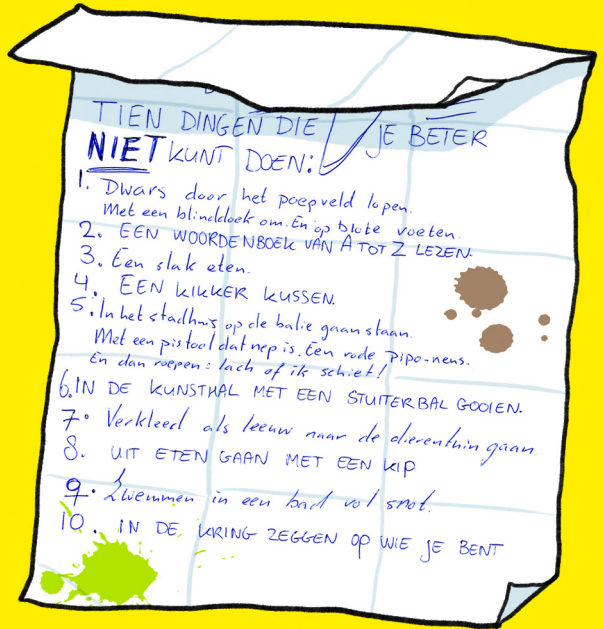 TIEN DINGEN DIE JE BETER
NIET KUNT DOEN:
1. Dwars door het poepveld lopen.
Met een blinddoek om. En op blote voeten.
2. EEN WOORDENBOEK VAN A TOT Z LEZEN.
3. Een slak eten.
4. EEN KIKKER KUSSEN.
5. In het stadhuis op de balie gaan staan.
Met een pistool dat nep is. Een rode pipo-neus.
En dan roepen: lach of ik schiet!
6. IN DE KUNSTHAL MET EEN STUITERBAL GOOIEN.
7. Verkleed als leeuw naar de dierentuin gaan.
8. UIT ETEN GAAN MET EEN KIP
9. Zwemmen in een bad vol snot.
10. IN DE KRING ZEGGEN OP WIE JE BENT